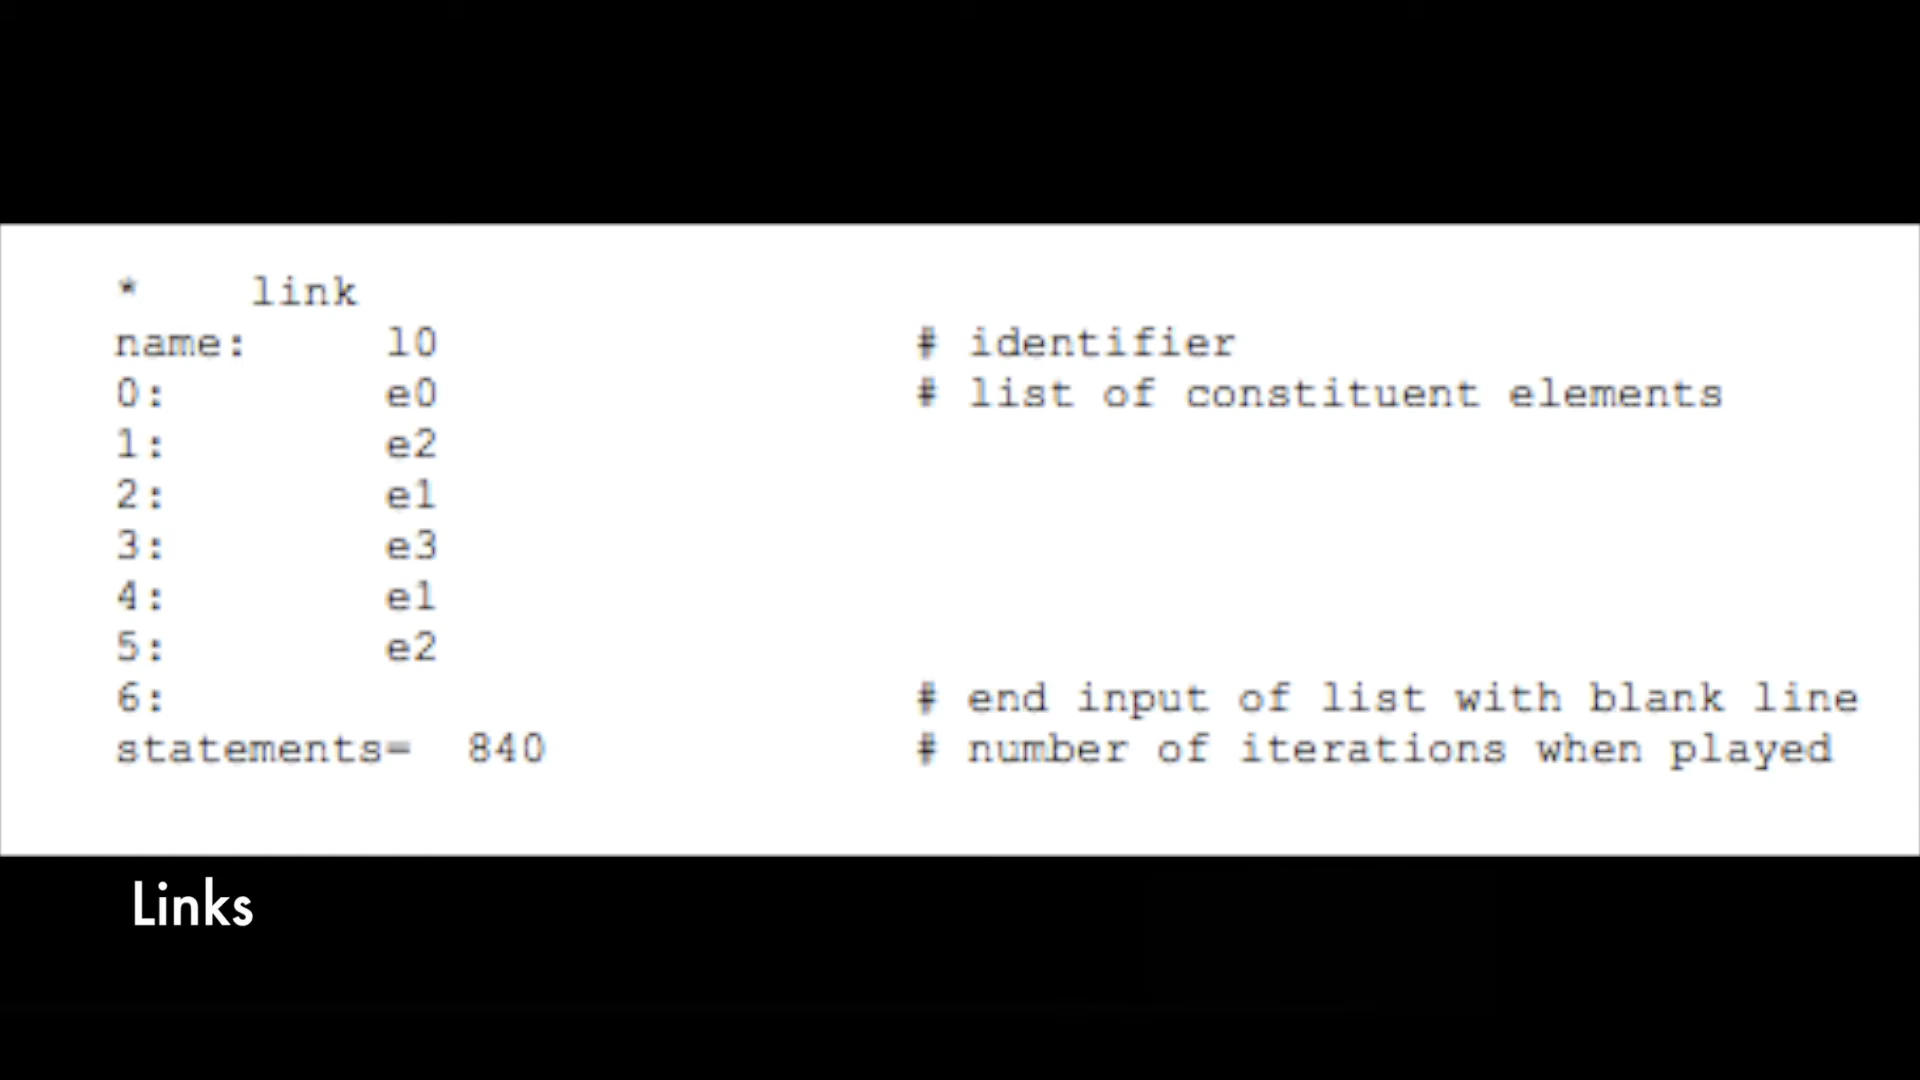 * link
name: l0 # identifier
0: e0 # list of constituent elements
1: e2
2: e1
3: e3
4: e1
5: e2
6: # end input of list with blank line
statements= 840 # number of iterations when played
Links